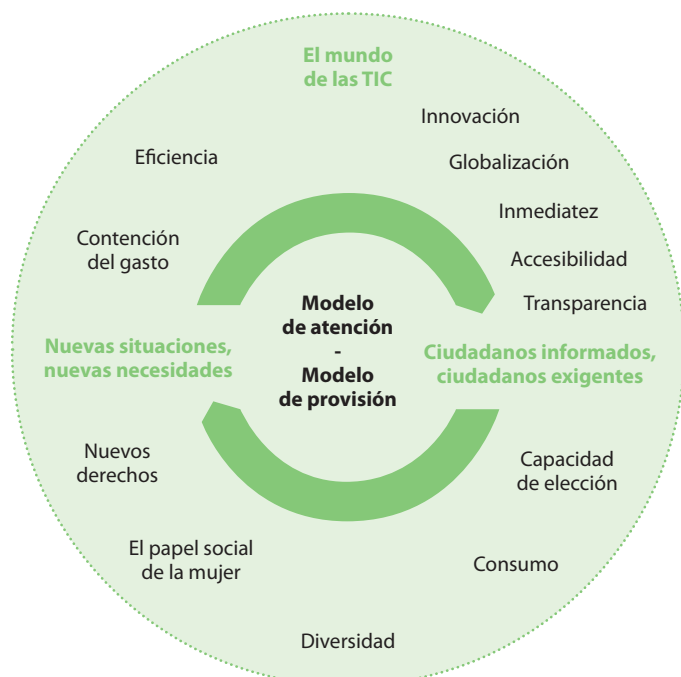 El mundo
de las TIC
Innovación
Eficiencia
Globalización
Inmediatez
Contención
del gasto
Accesibilidad
Transparencia
Modelo
de atención
-
Modelo
de provisión
Nuevas situaciones,
nuevas necesidades
Ciudadanos informados,
ciudadanos exigentes
Nuevos
derechos
Capacidad
de elección
El papel social
de la mujer
Consumo
Diversidad